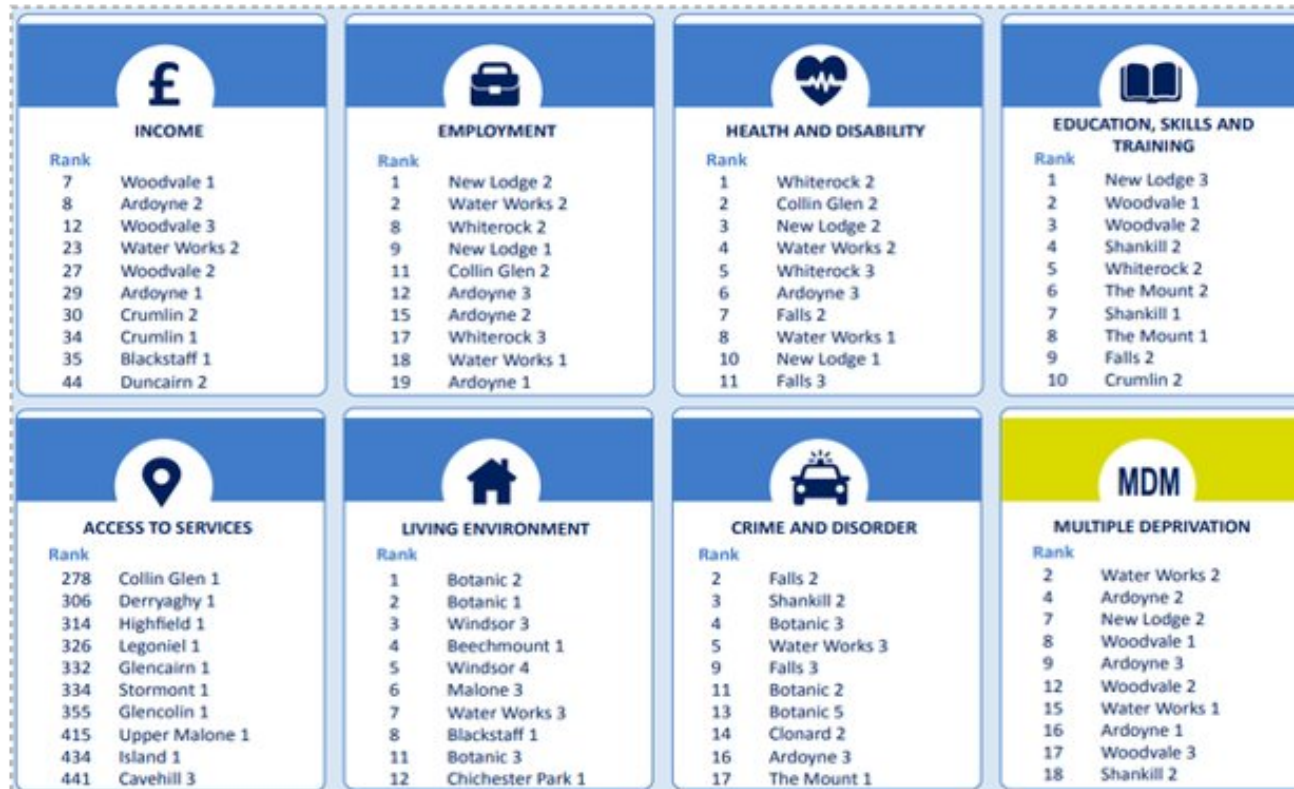 £
INCOME
Rank
7 Woodvale 1
8 Ardoyne 2
12 Woodvale 3
23 Water Works 2
27 Woodvale 2
29 Ardoyne 1
30 Crumlin 2
34 Crumlin 1
35 Blackstaff 1
44 Duncairn 2
EMPLOYMENT
Rank
1 New Lodge 2
2 Water Works 2
8 Whiterock 2
9 New Lodge 1
11 Collin Glen 2
12 Ardoyne 3
15 Ardoyne 2
17 Whiterock 3
18 Water Works 1
19 Ardoyne 1
HEALTH AND DISABILITY
Rank
1 Whiterock 2
2 Collin Glen 2
3 New Lodge 2
4 Water Works 2
5 Whiterock 3
6 Ardoyne 3
7 Falls 2
8 Water Works 1
10 New Lodge 1
11 Falls 3
EDUCATION, SKILLS AND
TRAINING
Rank
1 New Lodge 3
2 Woodvale 1
3 Woodvale 2
4 Shankill 2
5 Whiterock 2
6 The Mount 2
7 Shankill 1
8 The Mount 1
9 Falls 2
10 Crumlin 2
ACCESS TO SERVICES
Rank
278 Collin Glen 1
306 Derryaghy 1
314 Highfield 1
326 Legoniel 1
332 Glencairn 1
334 Stormont 1
355 Glencolin 1
415 Upper Malone 1
434 Island 1
441 Cavehill 3
LIVING ENVIRONMENT
Rank
1 Botanic 2
2 Botanic 1
3 Windsor 3
4 Beechmount 1
5 Windsor 4
6 Malone 3
7 Water Works 3
8 Blackstaff 1
11 Botanic 3
12 Chichester Park 1
CRIME AND DISORDER
Rank
2 Falls 2
3 Shankill 2
4 Botanic 3
5 Water Works 3
9 Falls 3
11 Botanic 2
13 Botanic 5
14 Clonard 2
16 Ardoyne 3
17 The Mount 1
MDM
MULTIPLE DEPRIVATION
Rank
2 Water Works 2
4 Ardoyne 2
7 New Lodge 2
8 Woodvale 1
9 Ardoyne 3
12 Woodvale 2
15 Water Works 1
16 Ardoyne 1
17 Woodvale 3
18 Shankill 2